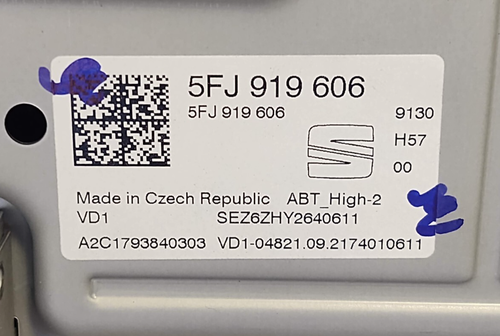 5FJ 919 606
5FJ 919 606 9130
H57
00
Made in Czech Republic ABT_High-2
VD1 SEZ6ZHY2640611
A2C1793840303 VD1-04821.09.2174010611